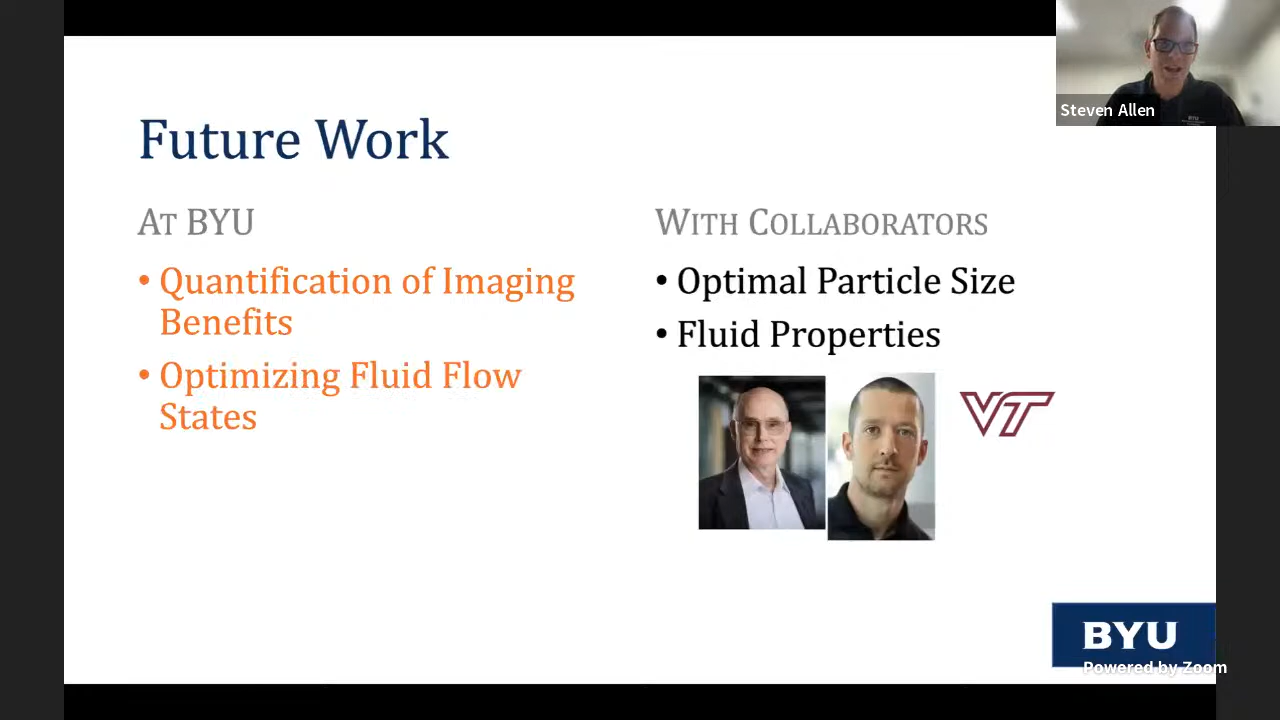 Steven Allen
BYU
Future Work
AT BYU
• Quantification of Imaging
Benefits
• Optimizing Fluid Flow
States
WITH COLLABORATORS
• Optimal Particle Size
• Fluid Properties
VT
BYU
Powered by Zoom